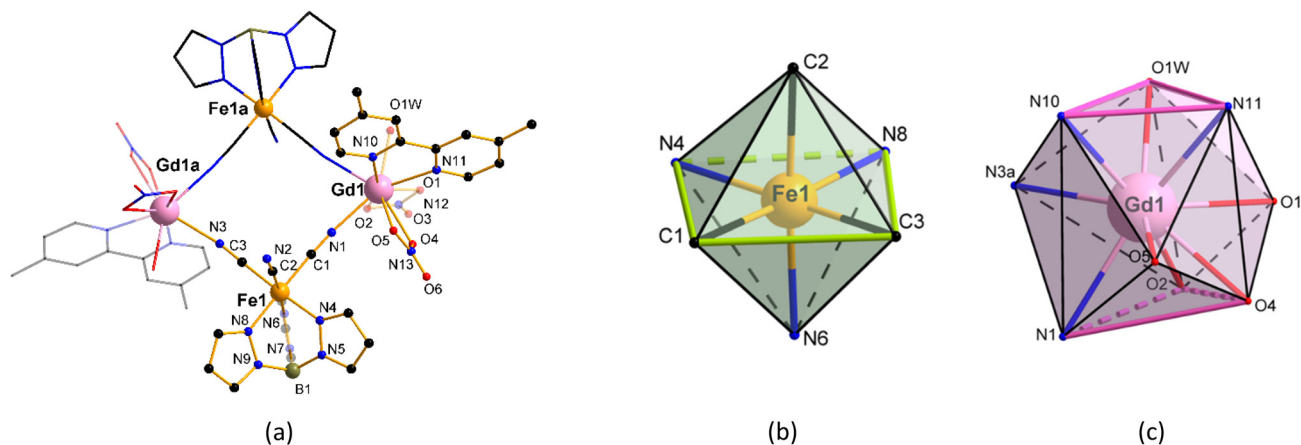 Fe1a
O1W
N10
N11
Gd1a
Gd1
O1
N12
O2
O3
N3
C3
N2
N1
O5
O4
C2
C1
N13
O6
Fe1
N8
N6
N4
N7
N9
N5
B1
(a)
C2
N4
N8
Fe1
C1
C3
N6
(b)
O1W
N10
N11
N3a
Gd1
O1
O5
O2
O4
N1
(c)